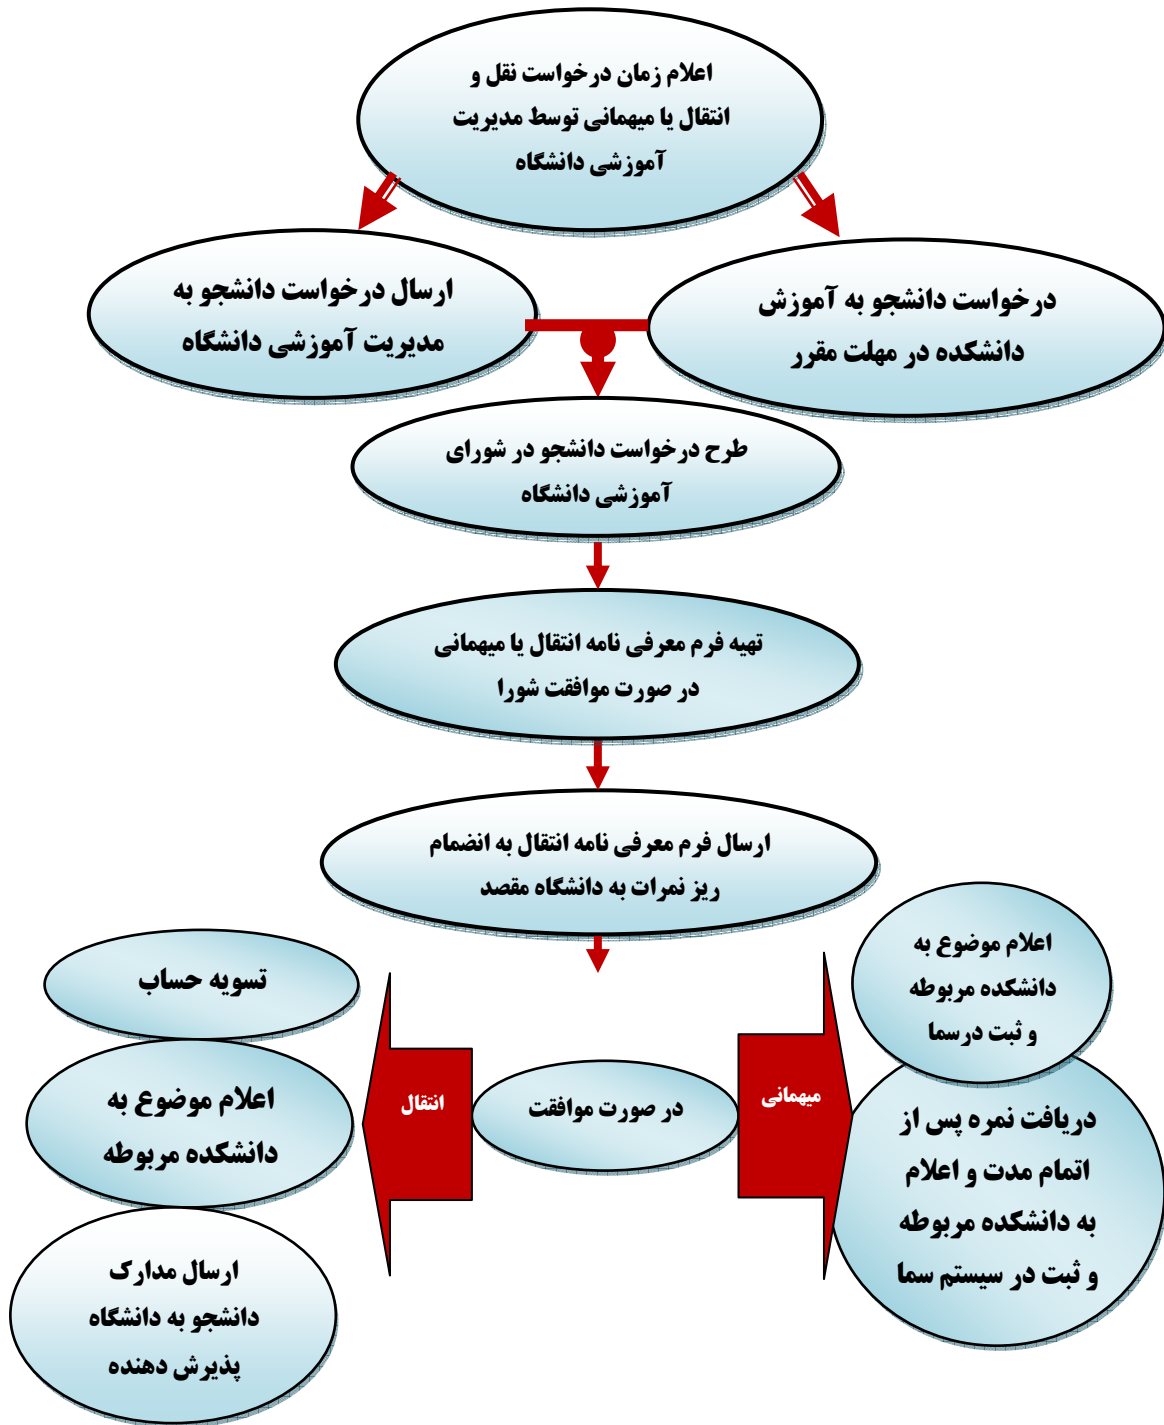 اعلام زمان درخواست نقل و
انتقال یا میهمانی توسط مدیریت
آموزشی دانشگاه
درخواست دانشجو به آموزش
دانشکده در مهلت مقرر
ارسال درخواست دانشجو به
مدیریت آموزشی دانشگاه
طرح درخواست دانشجو در شورای
آموزشی دانشگاه
تهیه فرم معرفی نامه انتقال یا میهمانی
در صورت موافقت شورا
ارسال فرم معرفی نامه انتقال به انضمام
ریز نمرات به دانشگاه مقصد
در صورت موافقت
میهمانی
اعلام موضوع به
دانشکده مربوطه
و ثبت درسما
دریافت نمره پس از
اتمام مدت و اعلام
به دانشکده مربوطه
و ثبت در سیستم سما
انتقال
تسویه حساب
اعلام موضوع به
دانشکده مربوطه
ارسال مدارک
دانشجو به دانشگاه
پذیرش دهنده